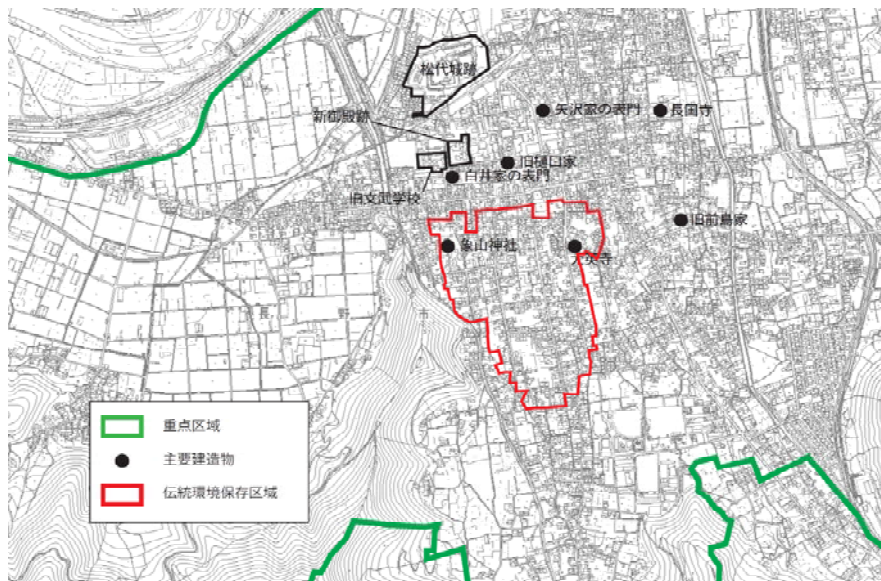 松代城跡
新御殿跡
矢沢家の表門
長国寺
旧樋口家
白井家の表門
旧文武学校
旧前島家
象山神社
大英寺
長
野
市
重点区域
主要建造物
伝統環境保存区域